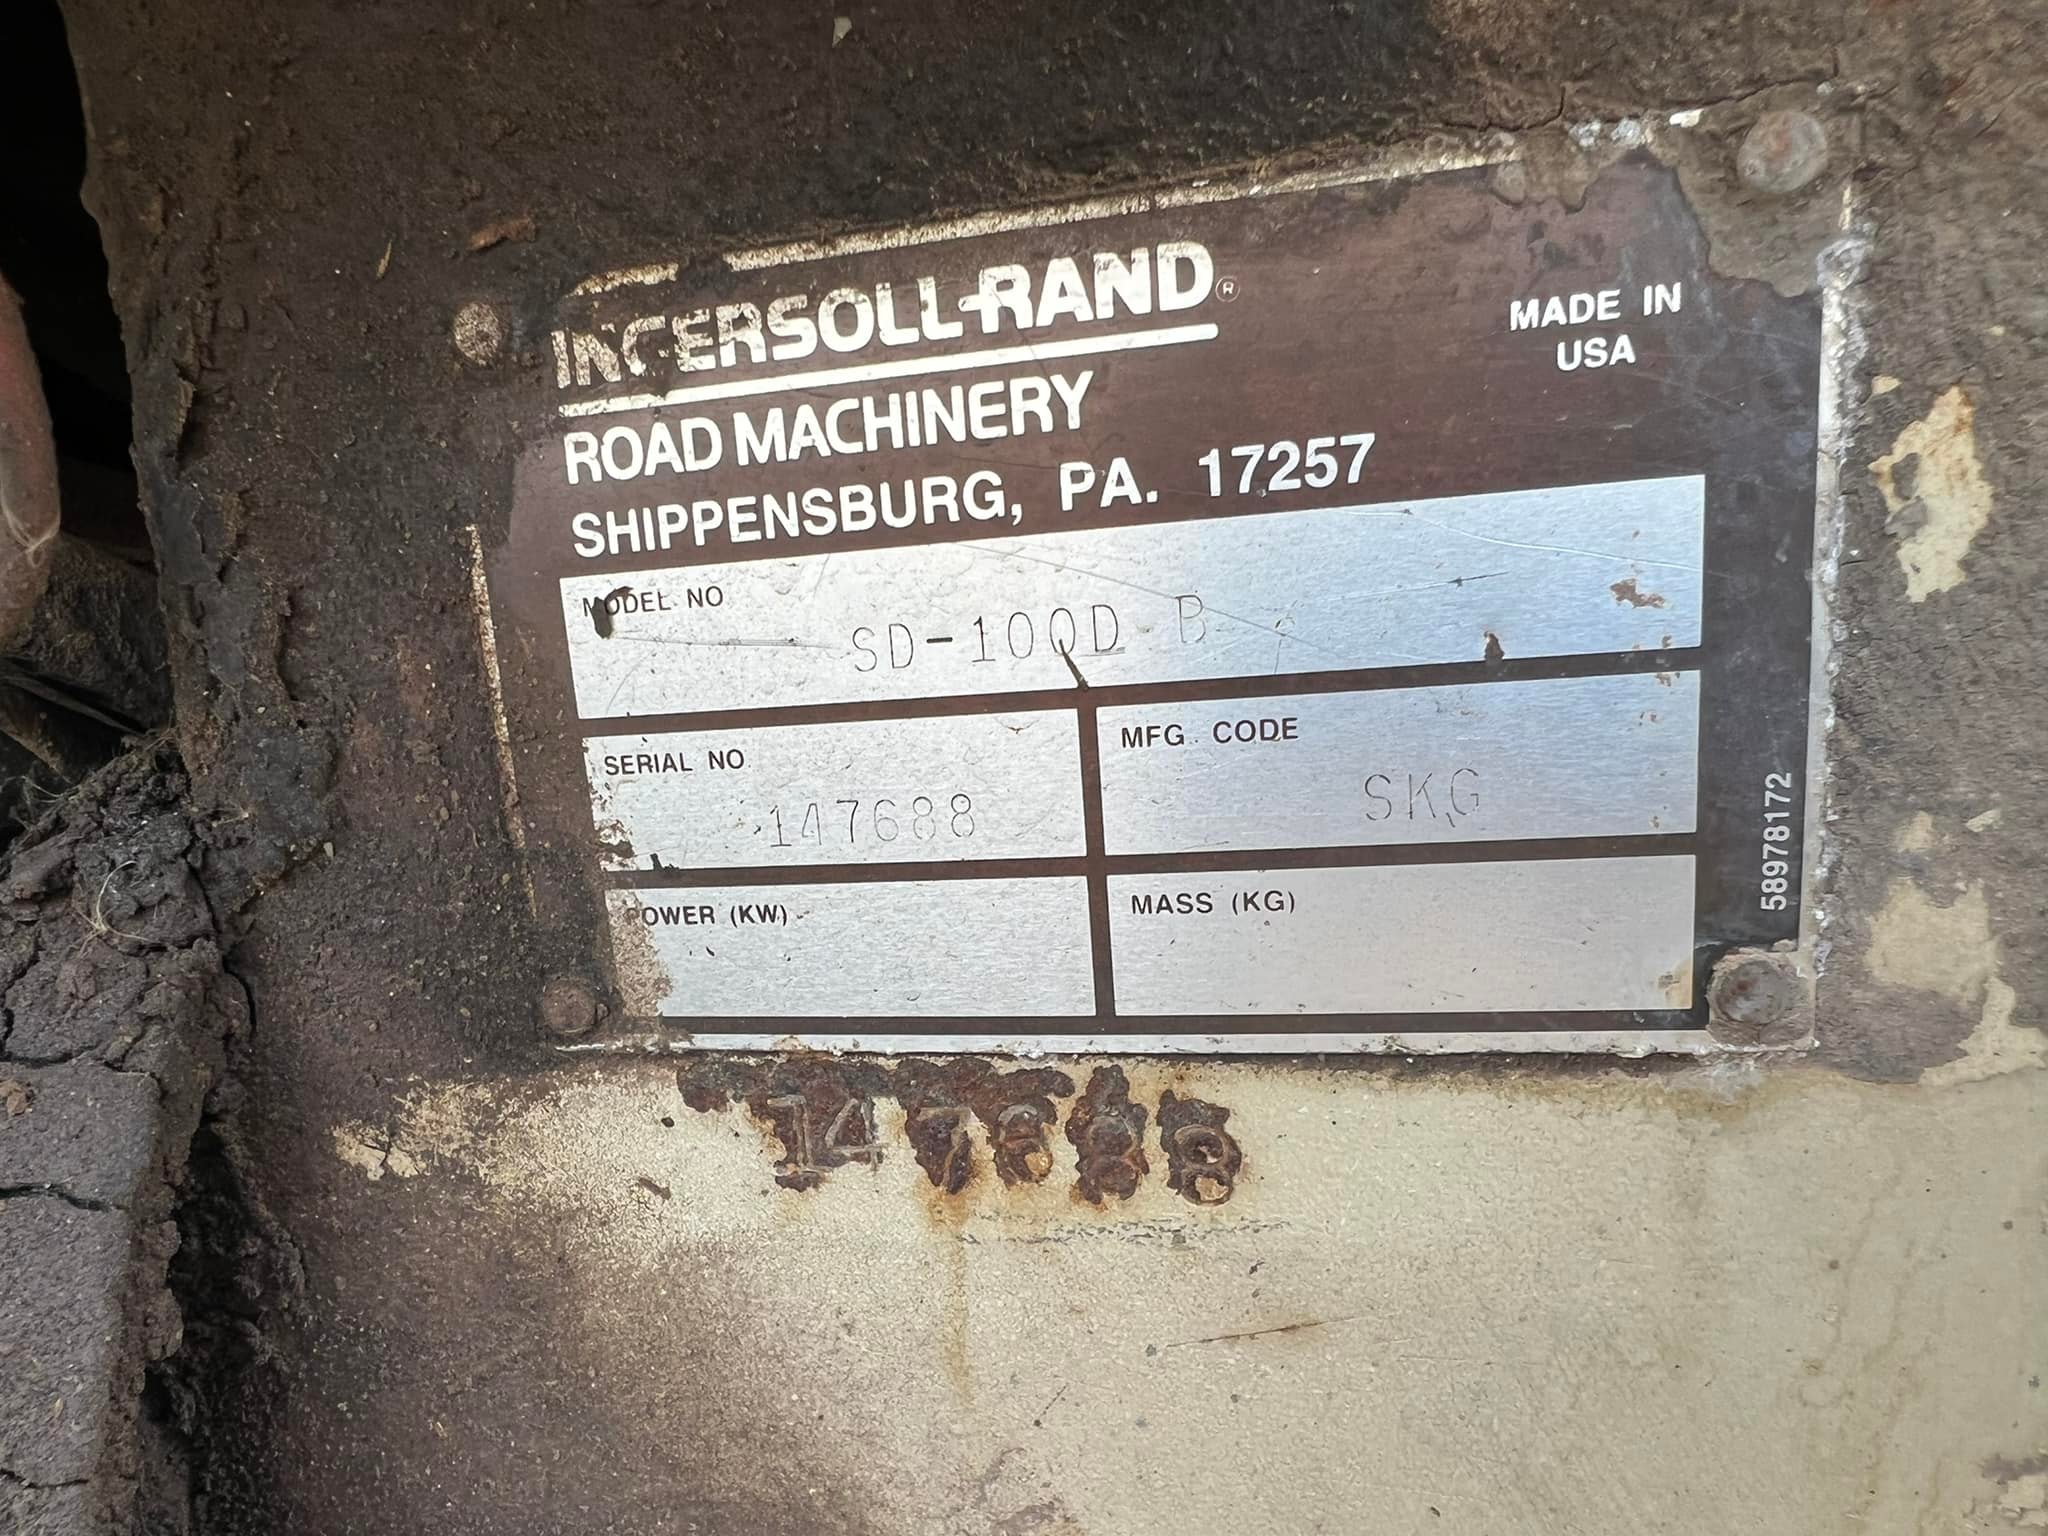 INGERSOLL-RAND®
MADE IN
USA
ROAD MACHINERY
SHIPPENSBURG, PA. 17257
MODEL NO
SD-100D B
SERIAL NO
147688
MFG. CODE
SKG
POWER (KW)
MASS (KG)
58978172
147688